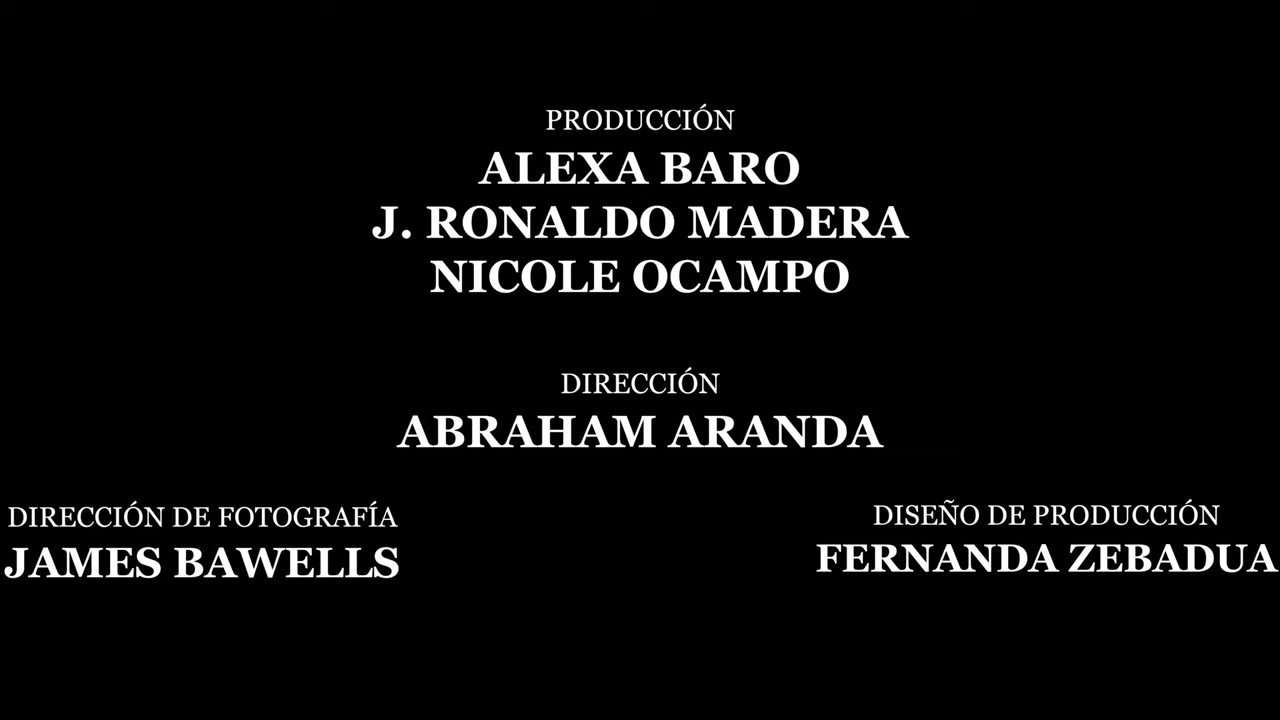 PRODUCCIÓN
ALEXA BARO
J. RONALDO MADERA
NICOLE OCAMPO
DIRECCIÓN
ABRAHAM ARANDA
DIRECCIÓN DE FOTOGRAFÍA
JAMES BAWELLS
DISEÑO DE PRODUCCIÓN
FERNANDA ZEBADUA